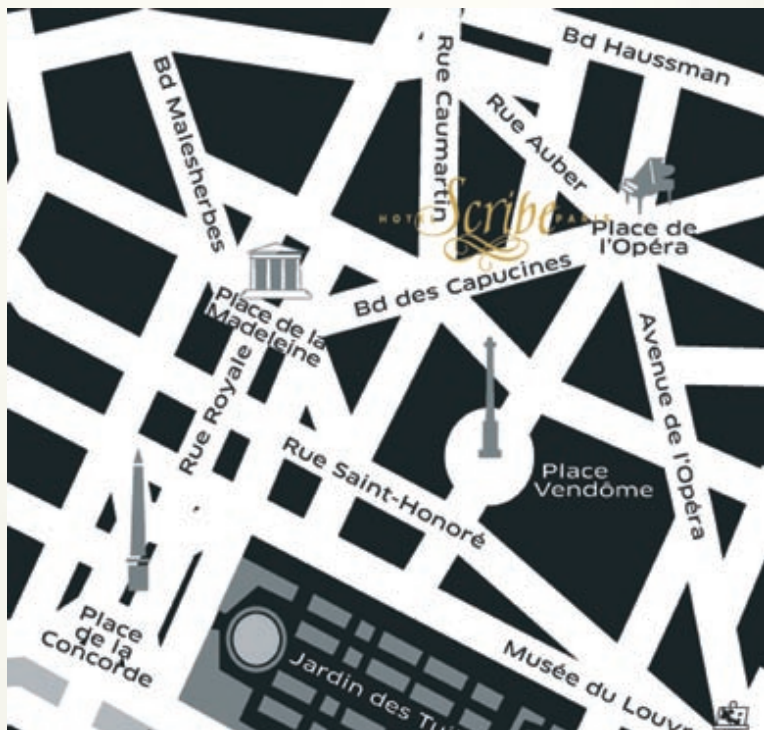 Bd Haussman
Bd Malesherbes
Rue Caumartin
Rue Auber
HOTEL Scribe PARIS
Place de
l'Opéra
Bd des Capucines
Place de la
Madeleine
Rue Royale
Avenue de l'Opéra
Rue Saint-Honoré
Place
Vendôme
Place
de la
Concorde
Jardin des Tui
Musée du Louvr